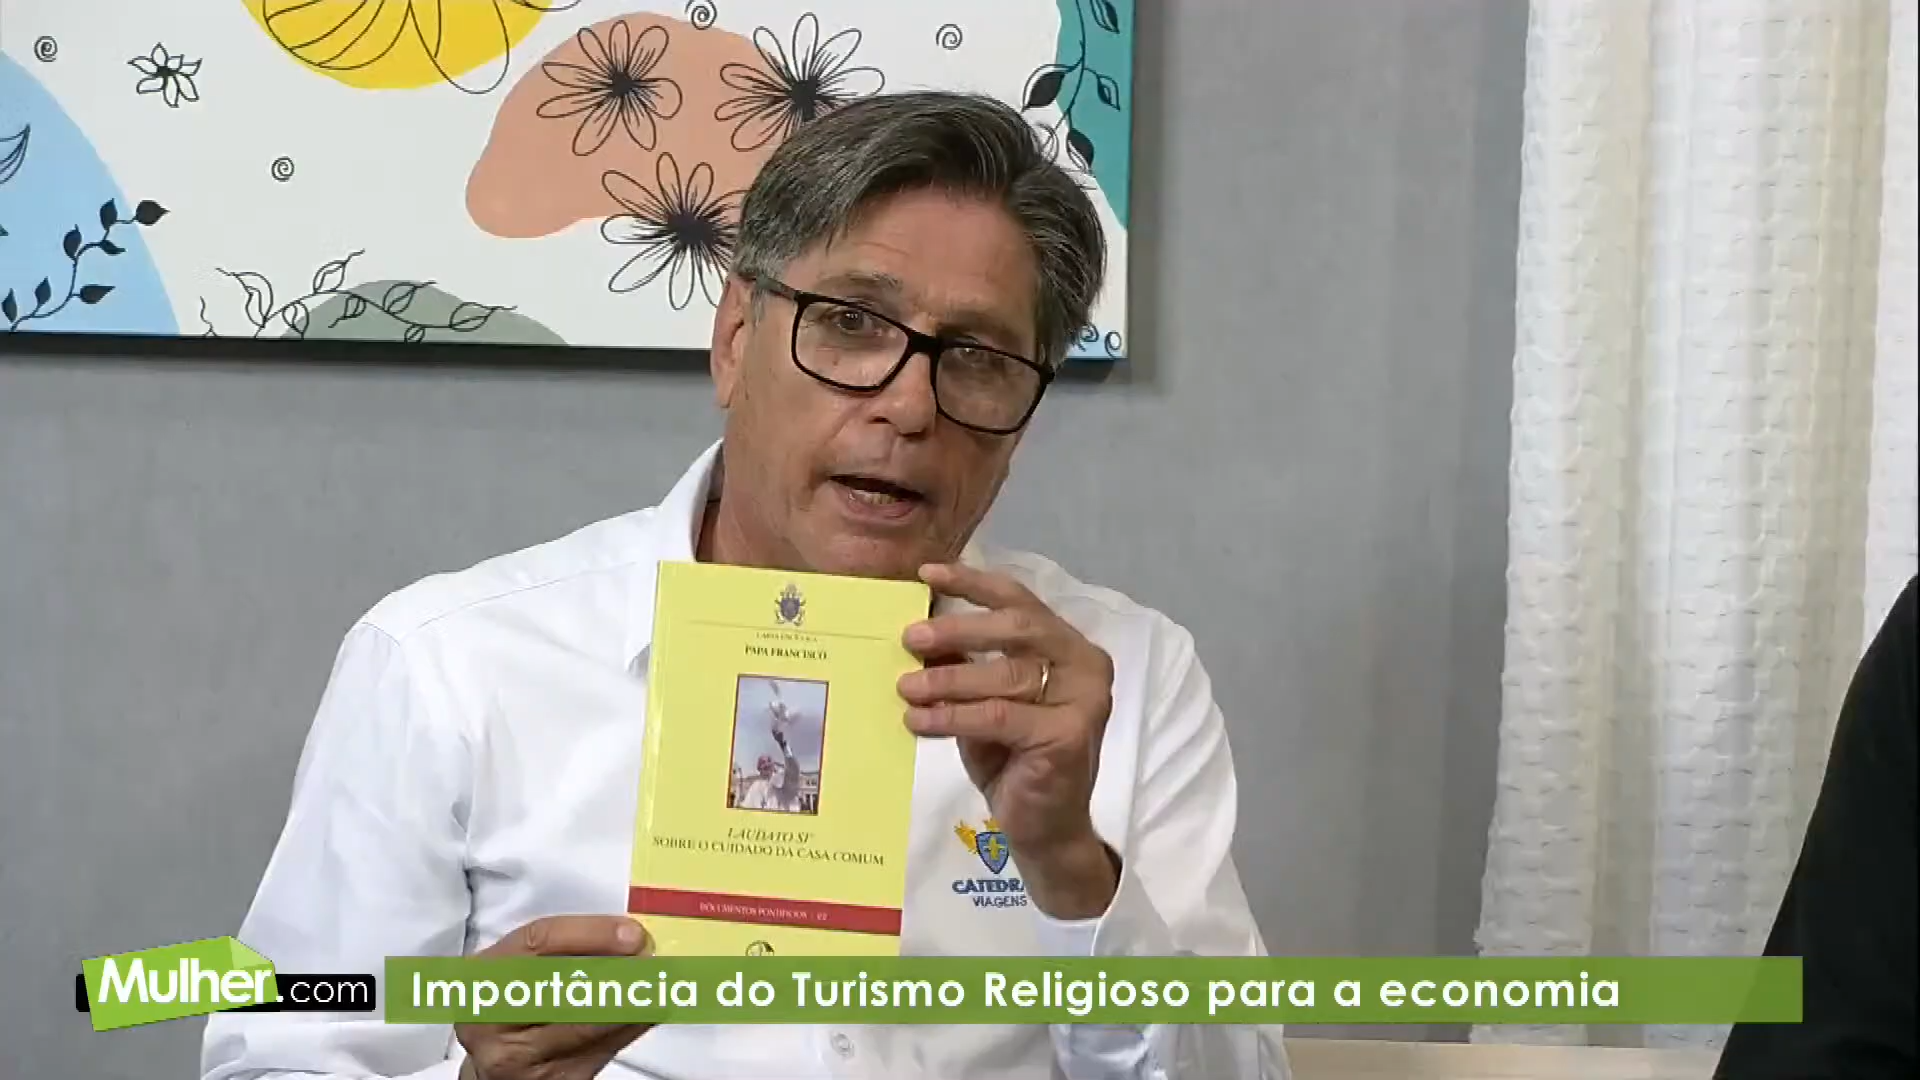 CARTA ENCÍCLICA
PAPA FRANCISCO
LAUDATO SI'
SOBRE O CUIDADO DA CASA COMUM
DOCUMENTOS PONTIFÍCIOS
CATEDRA
VIAGENS
Mulher.com
Importância do Turismo Religioso para a economia